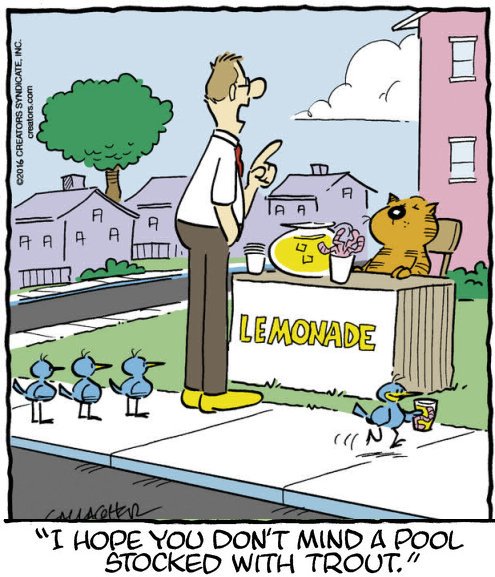 ©2016 CREATORS SYNDICATE, INC.
creators.com
LEMONADE
GALLAGHER
"I HOPE YOU DON'T MIND A POOL
STOCKED WITH TROUT."